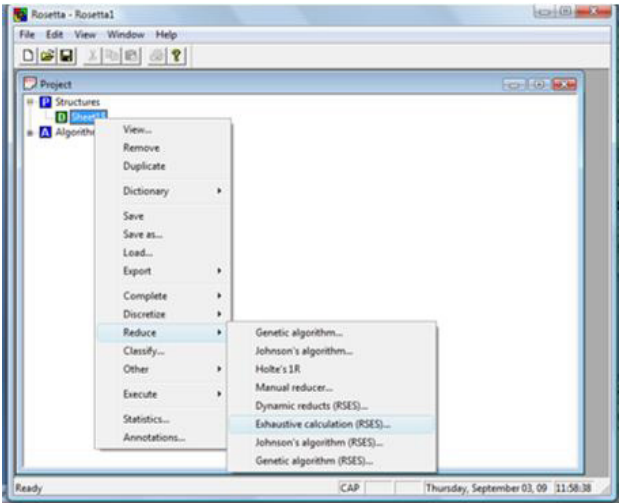 Rosetta - Rosetta1
File Edit View Window Help
Project
P Structures
D
A
View...
Remove
Duplicate
Dictionary
Save
Save as...
Load...
Export
Complete
Discretize
Reduce
Classify...
Other
Execute
Statistics...
Annotations...
Genetic algorithm...
Johnson's algorithm...
Holte's 1R
Manual reducer...
Dynamic reducts (RSES)...
Exhaustive calculation (RSES)...
Johnson's algorithm (RSES)...
Genetic algorithm (RSES)...
Ready CAP Thursday, September 03, 09 11:58:38